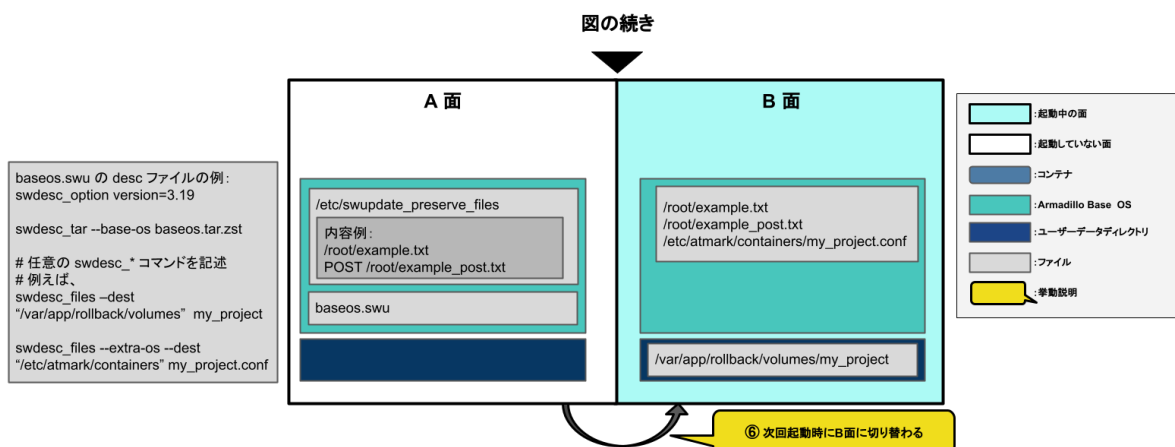 図の続き
A 面
B 面
baseos.swu の desc ファイルの例:
swdesc_option version=3.19
swdesc_tar --base-os baseos.tar.zst
# 任意の swdesc_* コマンドを記述
# 例えば、
swdesc_files –dest
“/var/app/rollback/volumes” my_project
swdesc_files --extra-os --dest
“/etc/atmark/containers” my_project.conf
/etc/swupdate_preserve_files
内容例:
/root/example.txt
POST /root/example_post.txt
baseos.swu
/root/example.txt
/root/example_post.txt
/etc/atmark/containers/my_project.conf
/var/app/rollback/volumes/my_project
:起動中の面
:起動していない面
:コンテナ
:Armadillo Base OS
:ユーザーデータディレクトリ
:ファイル
:挙動説明
⑥ 次回起動時にB面に切り替わる